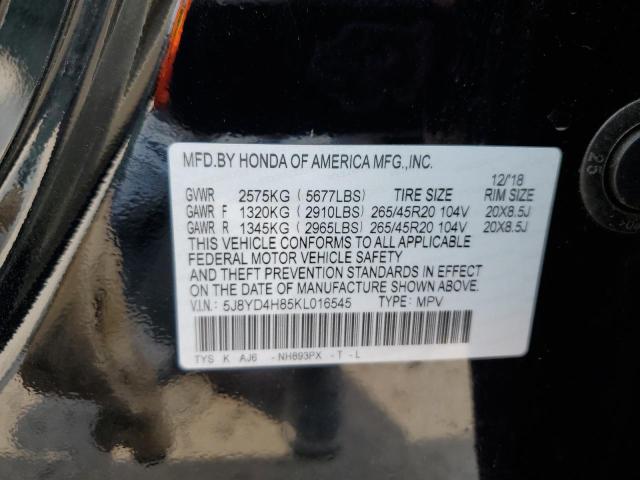 MFD.BY HONDA OF AMERICA MFG.,INC.
12/'18
GVWR 2575KG ( 5677LBS) TIRE SIZE RIM SIZE
GAWR F 1320KG ( 2910LBS) 265/45R20 104V 20X8.5J
GAWR R 1345KG ( 2965LBS) 265/45R20 104V 20X8.5J
THIS VEHICLE CONFORMS TO ALL APPLICABLE
FEDERAL MOTOR VEHICLE SAFETY
AND THEFT PREVENTION STANDARDS IN EFFECT
ON THE DATE OF MANUFACTURE SHOWN ABOVE.
V.I.N.: 5J8YD4H85KL016545 TYPE: MPV
TYS K AJ6 -NH893PX -T -L
25